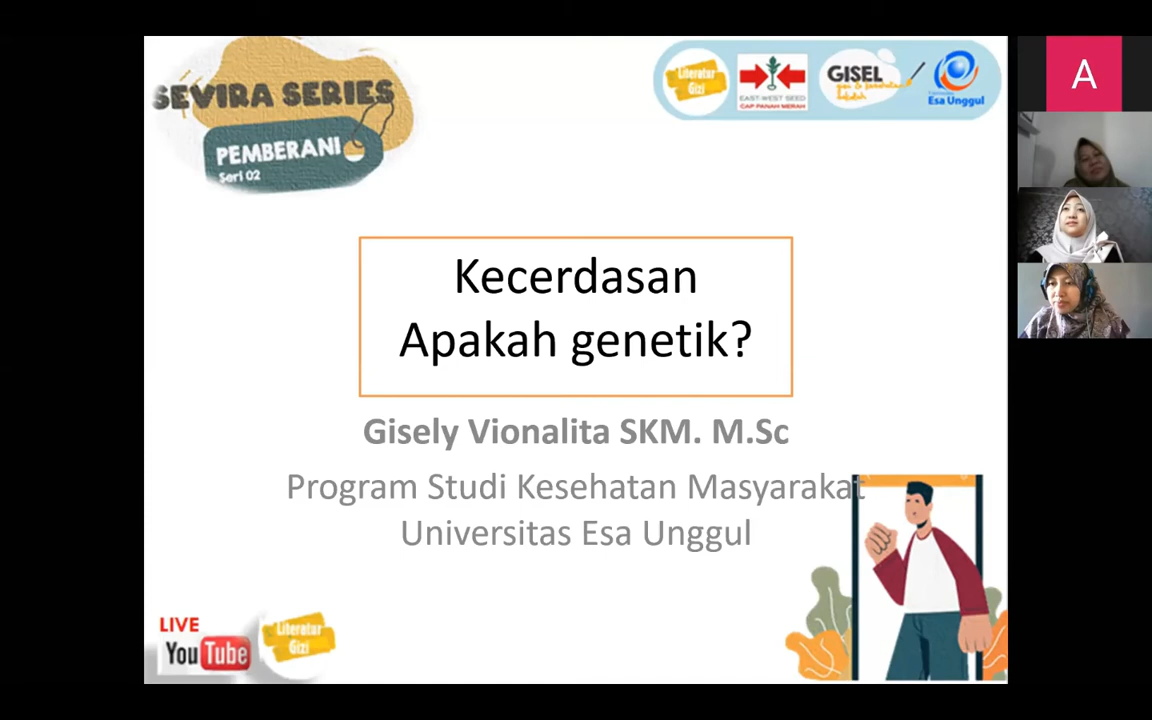 SEVIRA SERIES
PEMBERANI
Seri 02
Literatur
Gizi
EAST-WEST SEED
CAP PANAH MERAH
GISEL
Esa Unggul
A
Kecerdasan
Apakah genetik?
Gisely Vionalita SKM. M.Sc
Program Studi Kesehatan Masyarakat
Universitas Esa Unggul
LIVE
YouTube
Literatur
Gizi